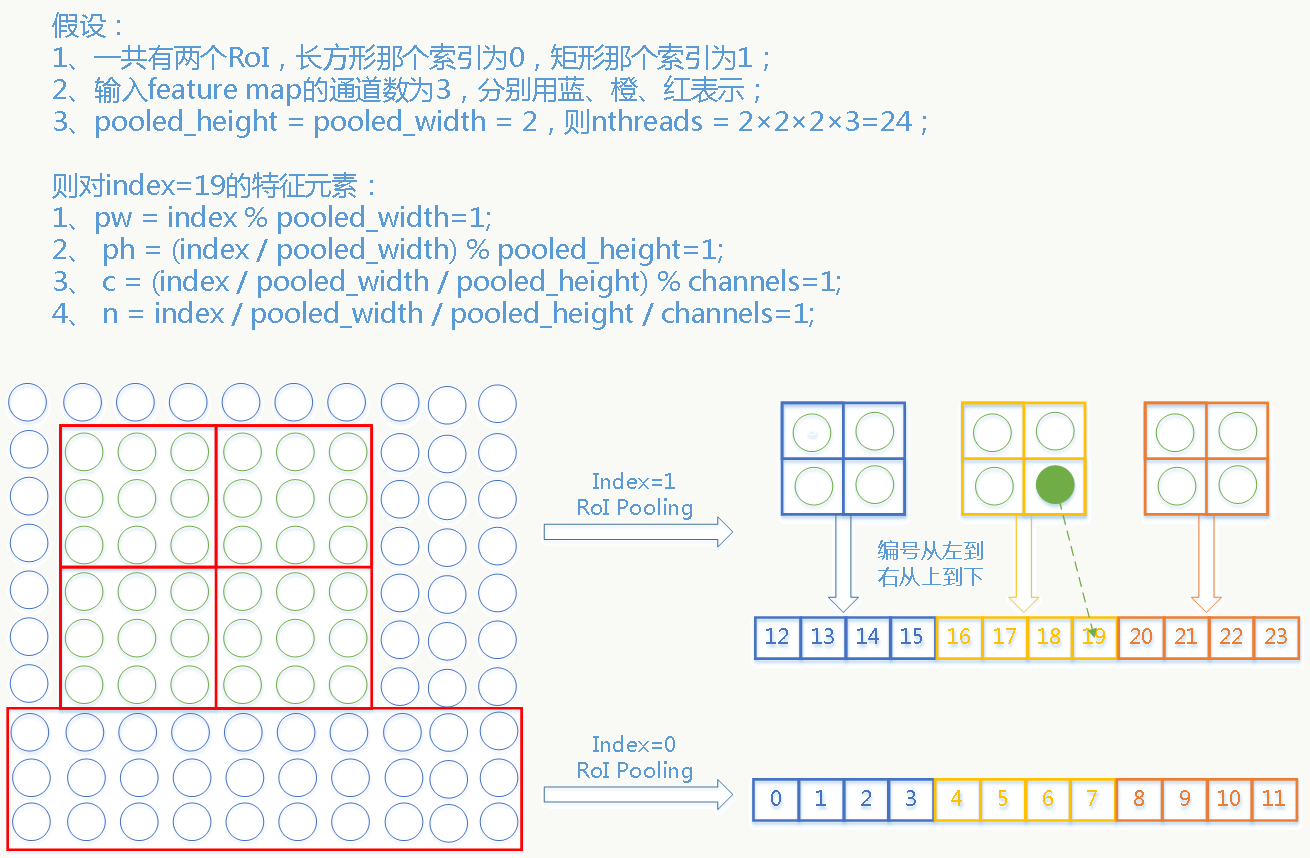 假设：
1、一共有两个RoI，长方形那个索引为0，矩形那个索引为1；
2、输入feature map的通道数为3，分别用蓝、橙、红表示；
3、pooled_height = pooled_width = 2，则nthreads = 2×2×2×3=24；
则对index=19的特征元素：
1、pw = index % pooled_width=1;
2、 ph = (index / pooled_width) % pooled_height=1;
3、 c = (index / pooled_width / pooled_height) % channels=1;
4、 n = index / pooled_width / pooled_height / channels=1;
Index=1
RoI Pooling
编号从左到
右从上到下
12 13 14 15 16 17 18 19 20 21 22 23
Index=0
RoI Pooling
0 1 2 3 4 5 6 7 8 9 10 11